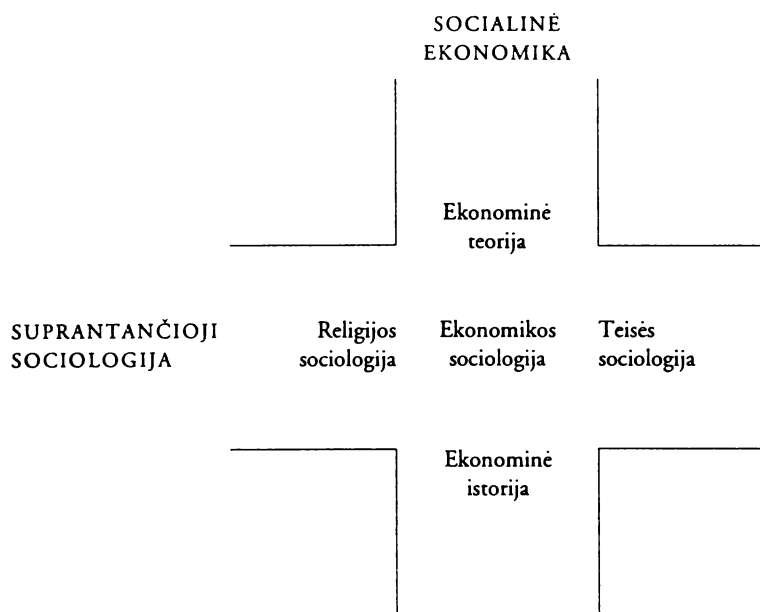 SOCIALINĖ
EKONOMIKA
Ekonominė
teorija
SUPRANTANČIOJI
SOCIOLOGIJA
Religijos
sociologija
Ekonomikos
sociologija
Teisės
sociologija
Ekonominė
istorija